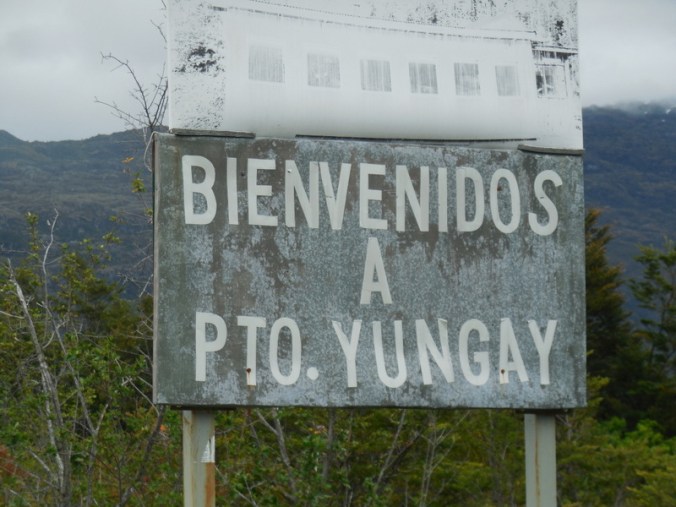 BIENVENIDOS
A
PTO. YUNGAY